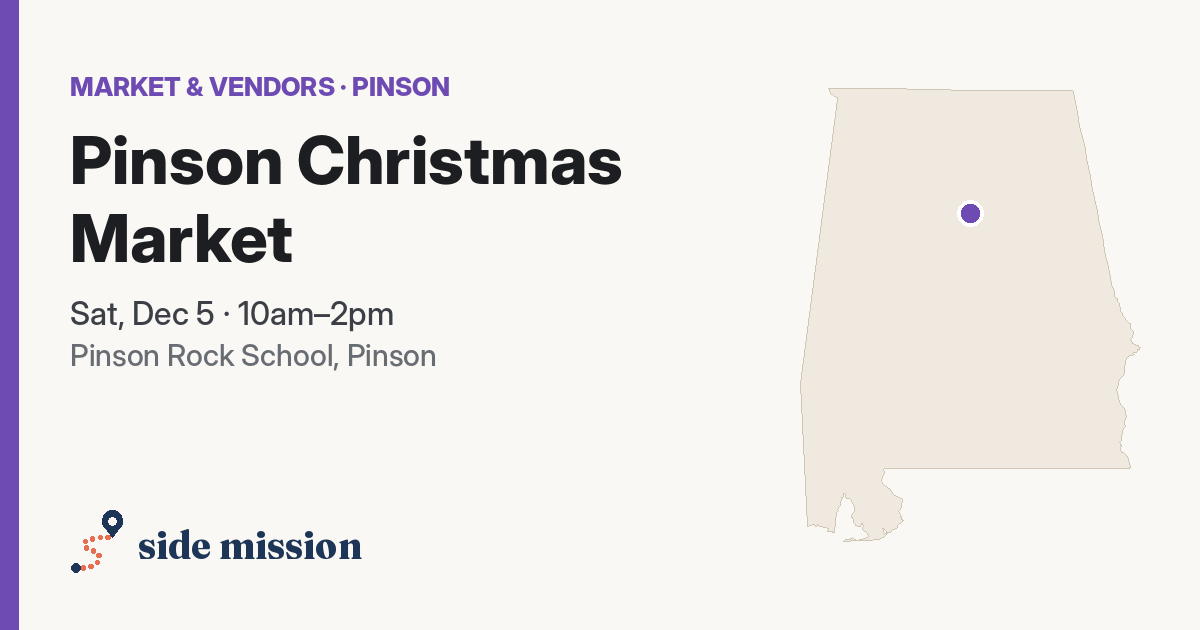 MARKET & VENDORS · PINSON
Pinson Christmas
Market
Sat, Dec 5 · 10am–2pm
Pinson Rock School, Pinson
side mission